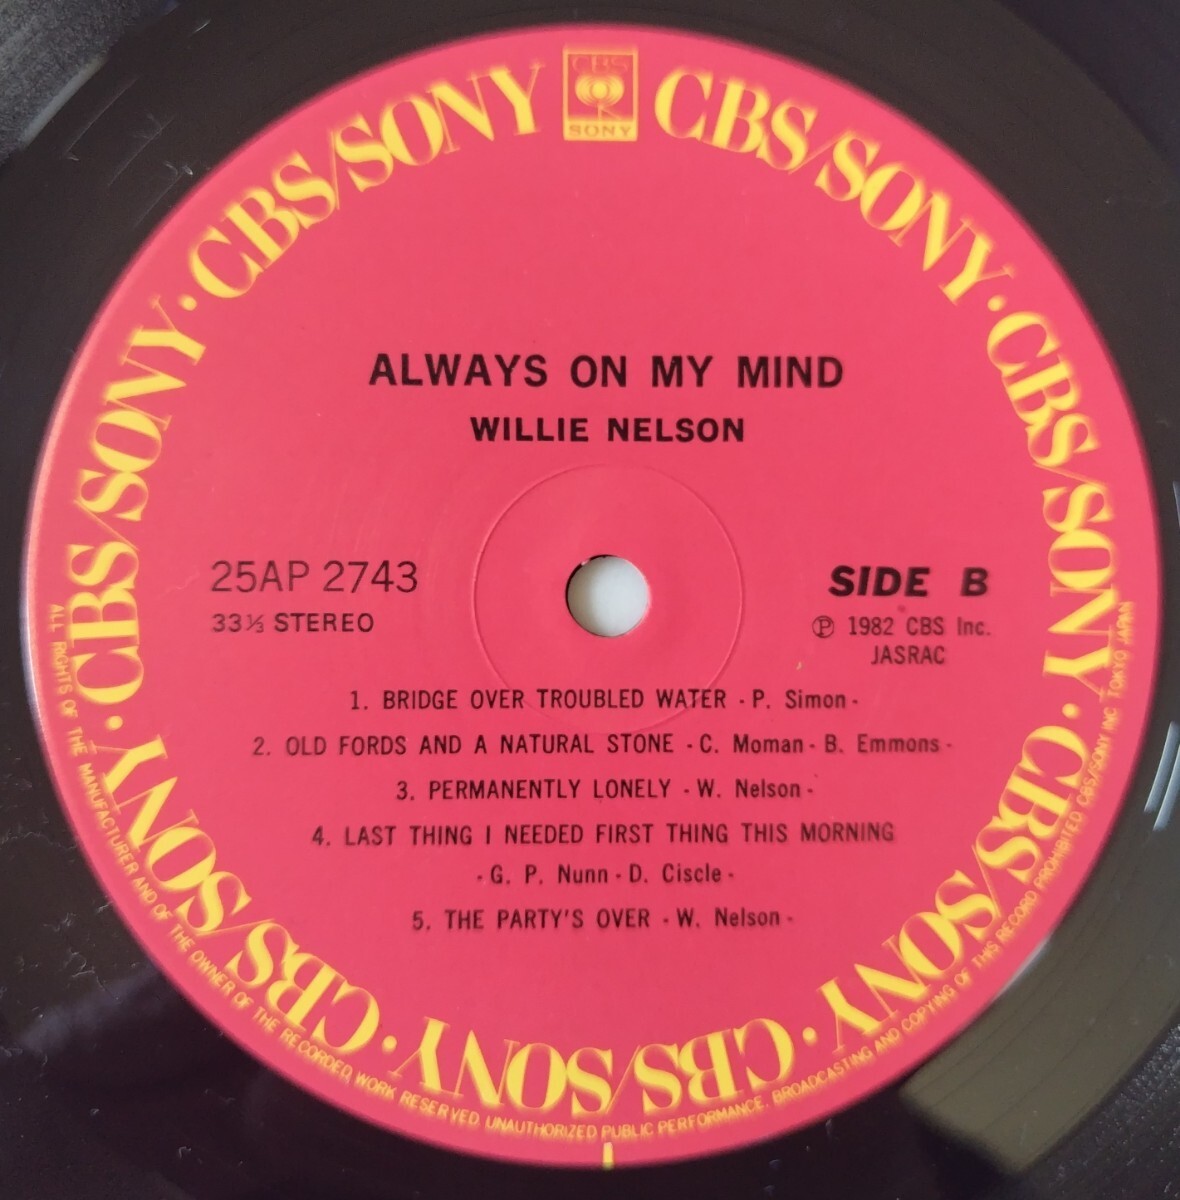 CBS
SONY
CBS/SONY · CBS/SONY · CBS/SONY · CBS/SONY · CBS/SONY · CBS/SONY · CBS/SONY · CBS/SONY
ALWAYS ON MY MIND
WILLIE NELSON
25AP 2743
33⅓ STEREO
SIDE B
Ⓟ 1982 CBS Inc.
JASRAC
1. BRIDGE OVER TROUBLED WATER - P. Simon -
2. OLD FORDS AND A NATURAL STONE - C. Moman - B. Emmons -
3. PERMANENTLY LONELY - W. Nelson -
4. LAST THING I NEEDED FIRST THING THIS MORNING
- G. P. Nunn - D. Ciscle -
5. THE PARTY'S OVER - W. Nelson -
ALL RIGHTS OF THE MANUFACTURER AND OF THE OWNER OF THE RECORDED WORK RESERVED UNAUTHORIZED PUBLIC PERFORMANCE, BROADCASTING AND COPYING OF THIS RECORD PROHIBITED CBS/SONY INC TOKYO JAPAN